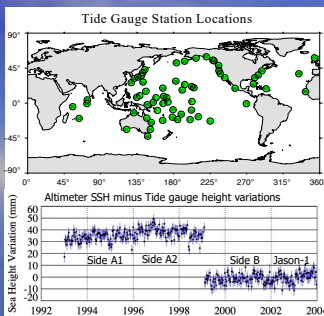 Tide Gauge Station Locations
90°
45°
0°
-45°
-90°
0° 45° 90° 135° 180° 225° 270° 315° 360°
Altimeter SSH minus Tide gauge height variations
Sea Height Variation (mm)
60
50
40
30
20
10
0
-10
-20
Side A1 Side A2 Side B Jason-1
1992 1994 1996 1998 2000 2002 2004